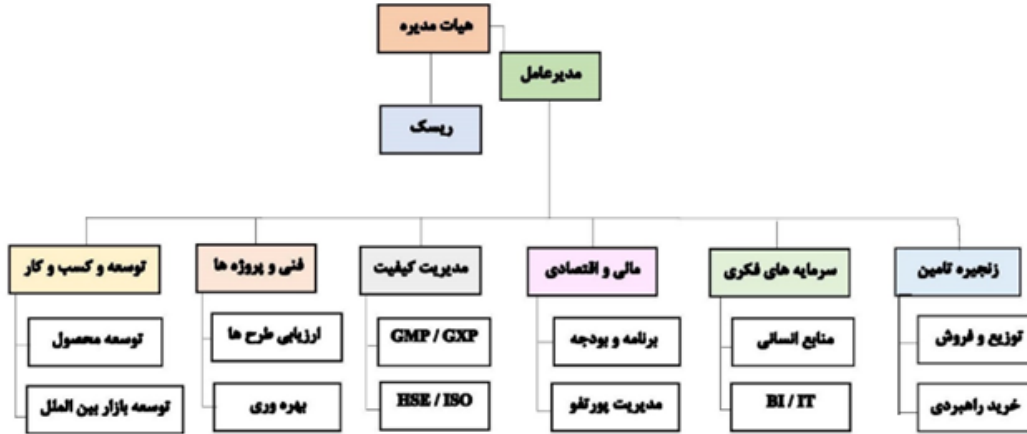 هیات مدیره
مدیرعامل
ریسک
زنجیره تامین
سرمایه های فکری
مالی و اقتصادی
مدیریت کیفیت
فنی و پروژه ها
توسعه و کسب و کار
توزیع و فروش
منابع انسانی
برنامه و بودجه
GMP / GXP
ارزیابی طرح ها
توسعه محصول
خرید راهبردی
BI / IT
مدیریت پورتفو
HSE / ISO
بهره وری
توسعه بازار بین الملل